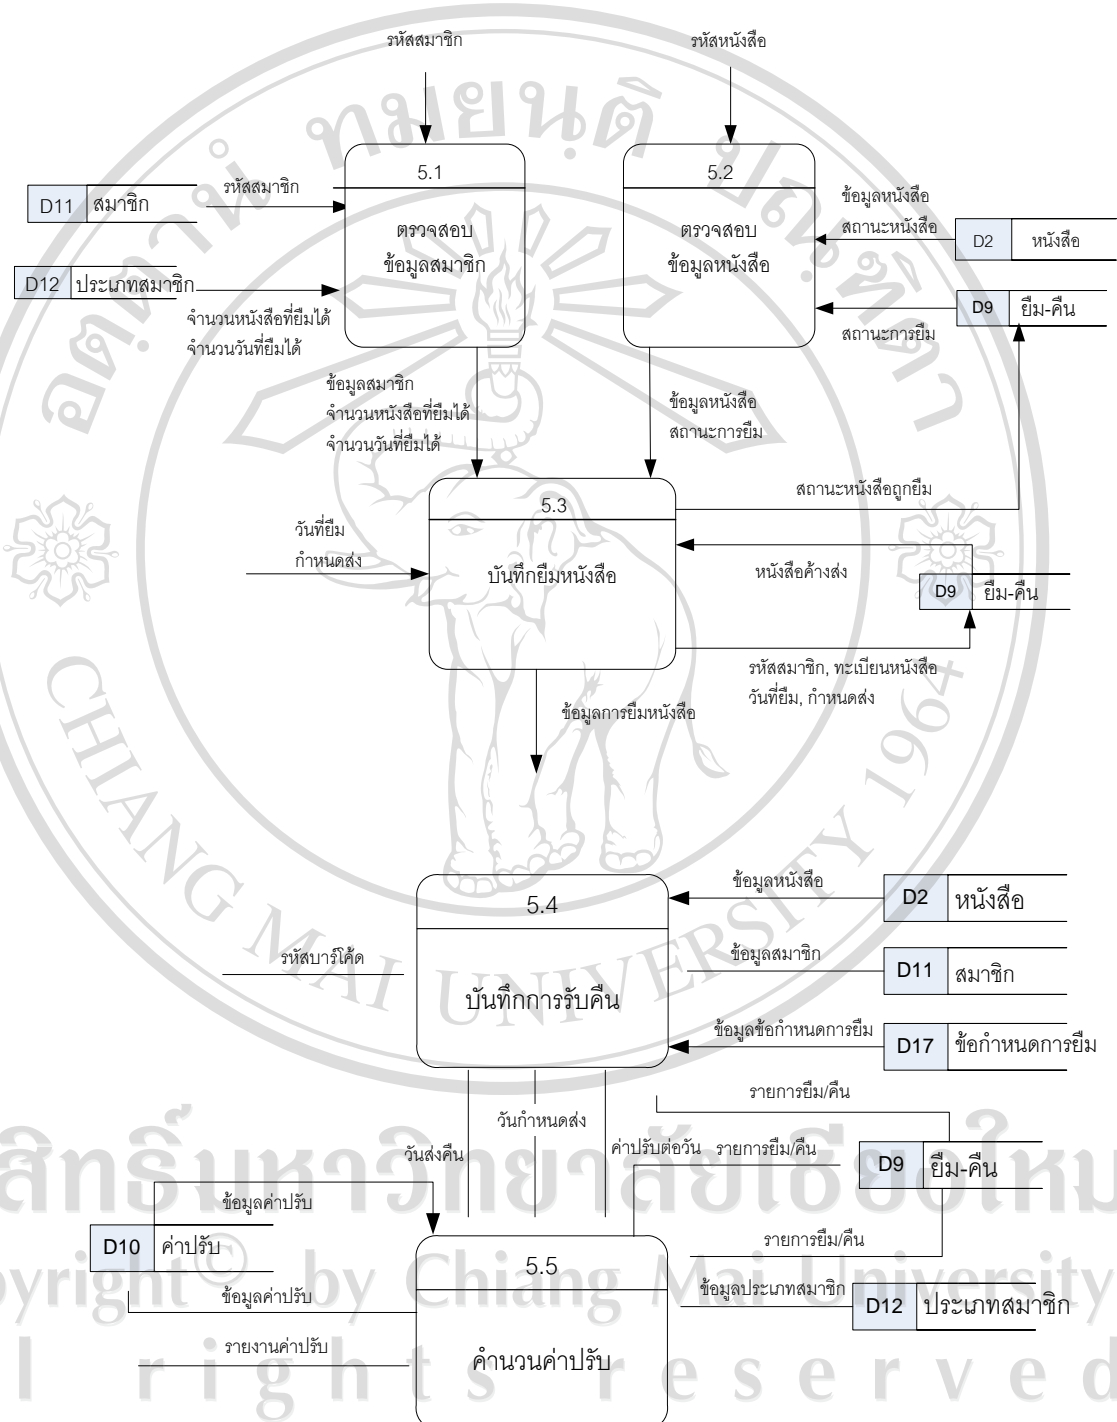 รหัสสมาชิก
รหัสหนังสือ
5.1
ตรวจสอบ
ข้อมูลสมาชิก
5.2
ตรวจสอบ
ข้อมูลหนังสือ
D11 สมาชิก
รหัสสมาชิก
D12 ประเภทสมาชิก
จำนวนหนังสือที่ยืมได้
จำนวนวันที่ยืมได้
ข้อมูลหนังสือ
สถานะหนังสือ
D2 หนังสือ
D9 ยืม-คืน
สถานะการยืม
ข้อมูลสมาชิก
จำนวนหนังสือที่ยืมได้
จำนวนวันที่ยืมได้
ข้อมูลหนังสือ
สถานะการยืม
5.3
บันทึกยืมหนังสือ
สถานะหนังสือถูกยืม
วันที่ยืม
กำหนดส่ง
หนังสือค้างส่ง
D9 ยืม-คืน
รหัสสมาชิก, ทะเบียนหนังสือ
วันที่ยืม, กำหนดส่ง
ข้อมูลการยืมหนังสือ
5.4
บันทึกการรับคืน
รหัสบาร์โค้ด
ข้อมูลหนังสือ
D2 หนังสือ
ข้อมูลสมาชิก
D11 สมาชิก
ข้อมูลข้อกำหนดการยืม
D17 ข้อกำหนดการยืม
วันส่งคืน
วันกำหนดส่ง
ค่าปรับต่อวัน
รายการยืม/คืน
รายการยืม/คืน
D9 ยืม-คืน
รายการยืม/คืน
ข้อมูลค่าปรับ
D10 ค่าปรับ
ข้อมูลค่าปรับ
รายงานค่าปรับ
5.5
คำนวนค่าปรับ
ข้อมูลประเภทสมาชิก
D12 ประเภทสมาชิก
อตฺตานํ ทมยนฺติ ปณฺฑิตา
CHIANG MAI UNIVERSITY 1964
สิทธิ์มหาวิทยาลัยเชียงใหม
pyright© by Chiang Mai University
l rights reserved